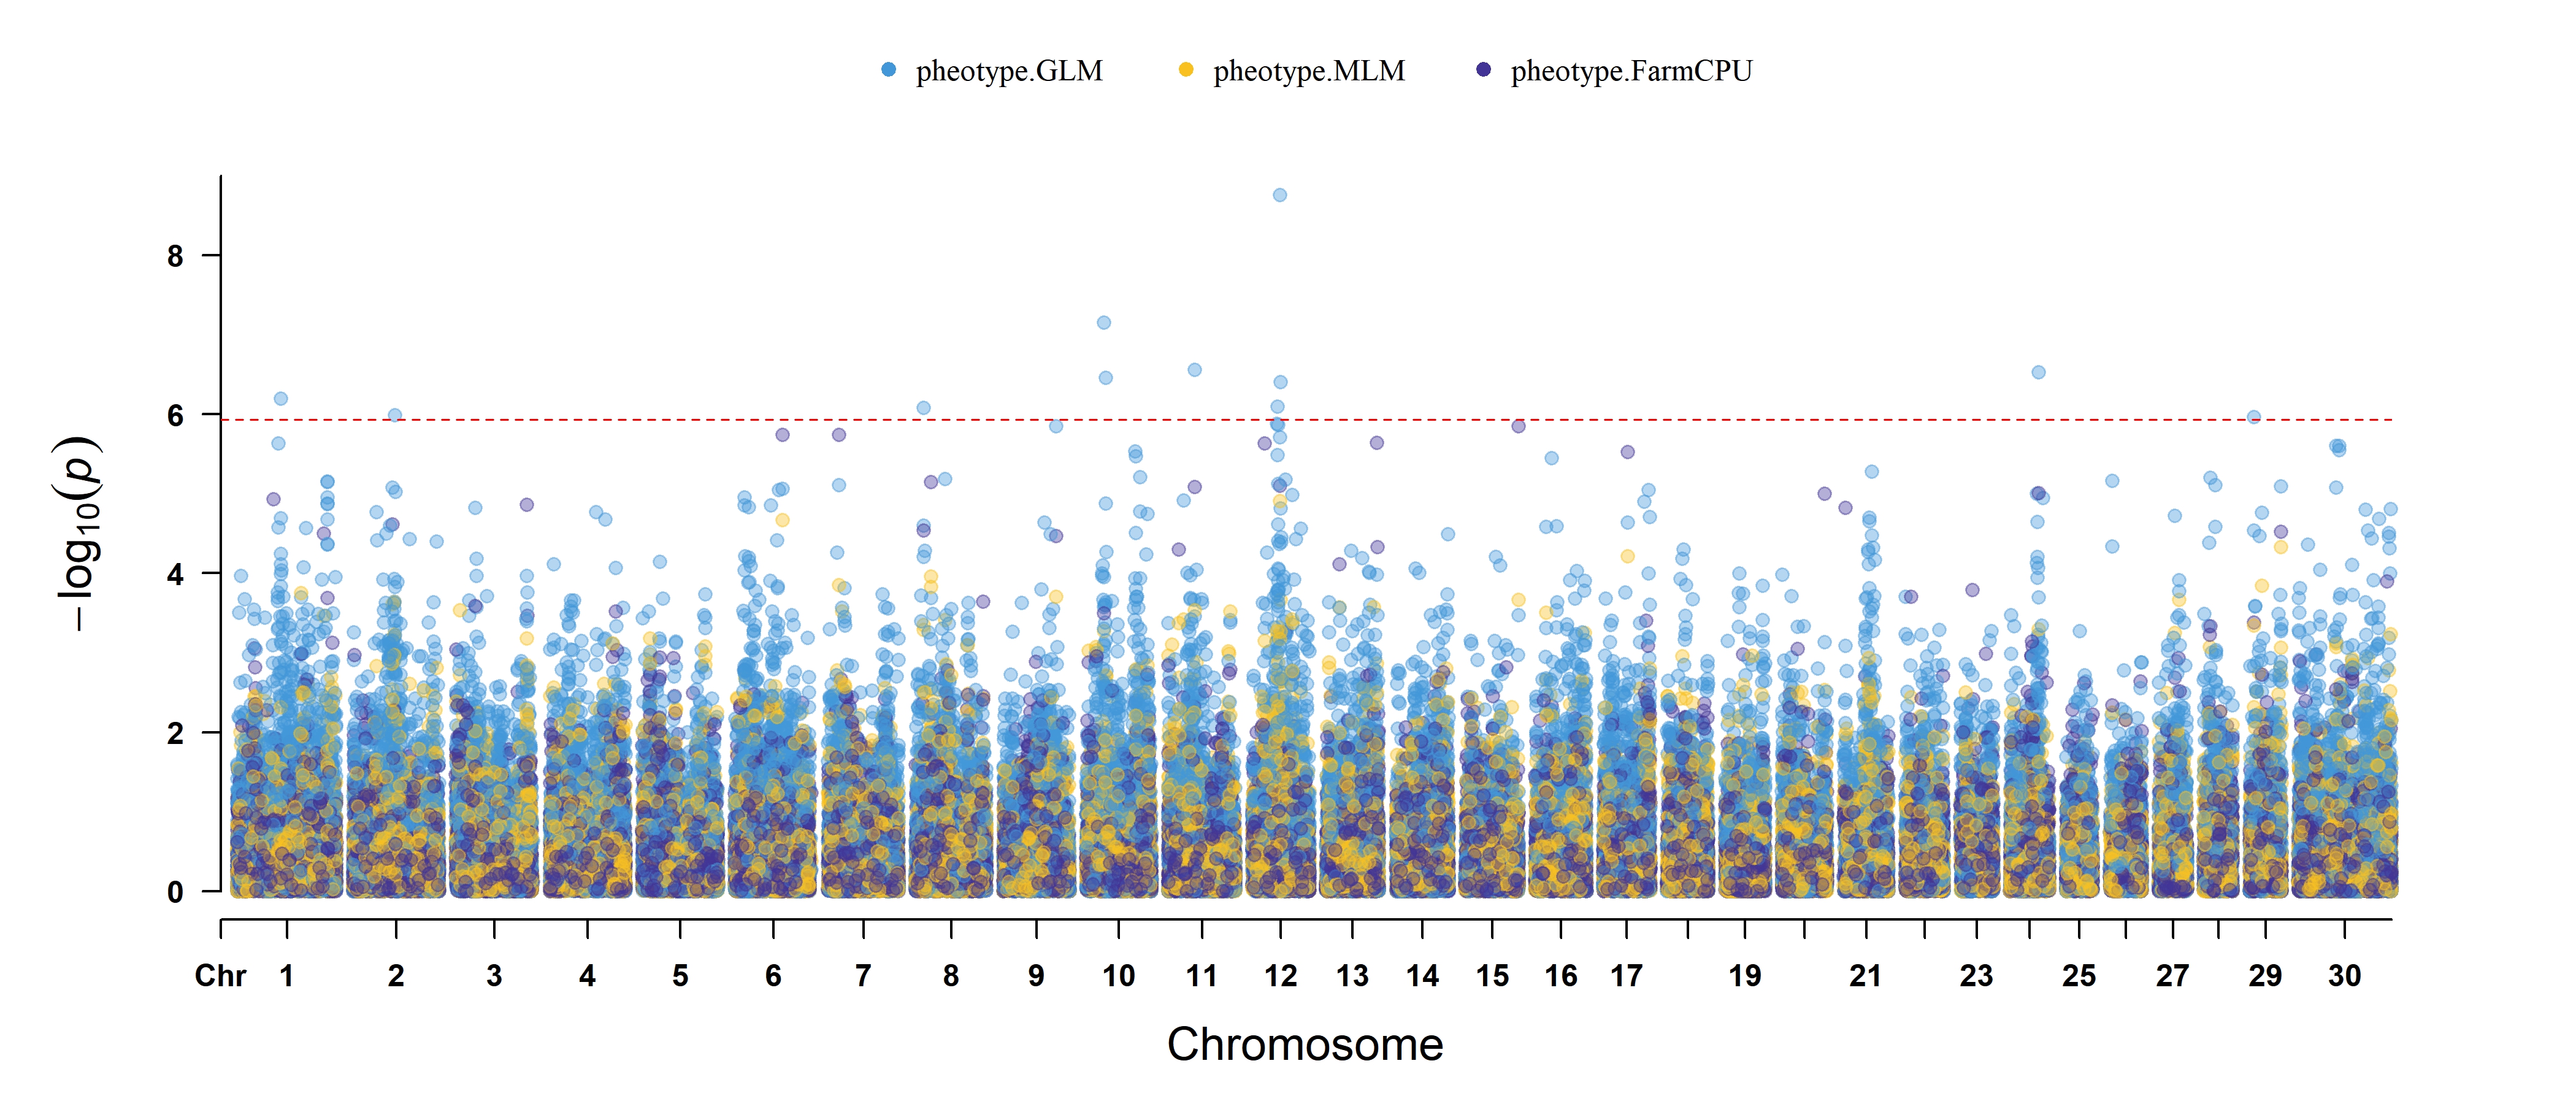 pheotype.GLM pheotype.MLM pheotype.FarmCPU
−log10(p)
8
6
4
2
0
Chr 1 2 3 4 5 6 7 8 9 10 11 12 13 14 15 16 17 19 21 23 25 27 29 30
Chromosome